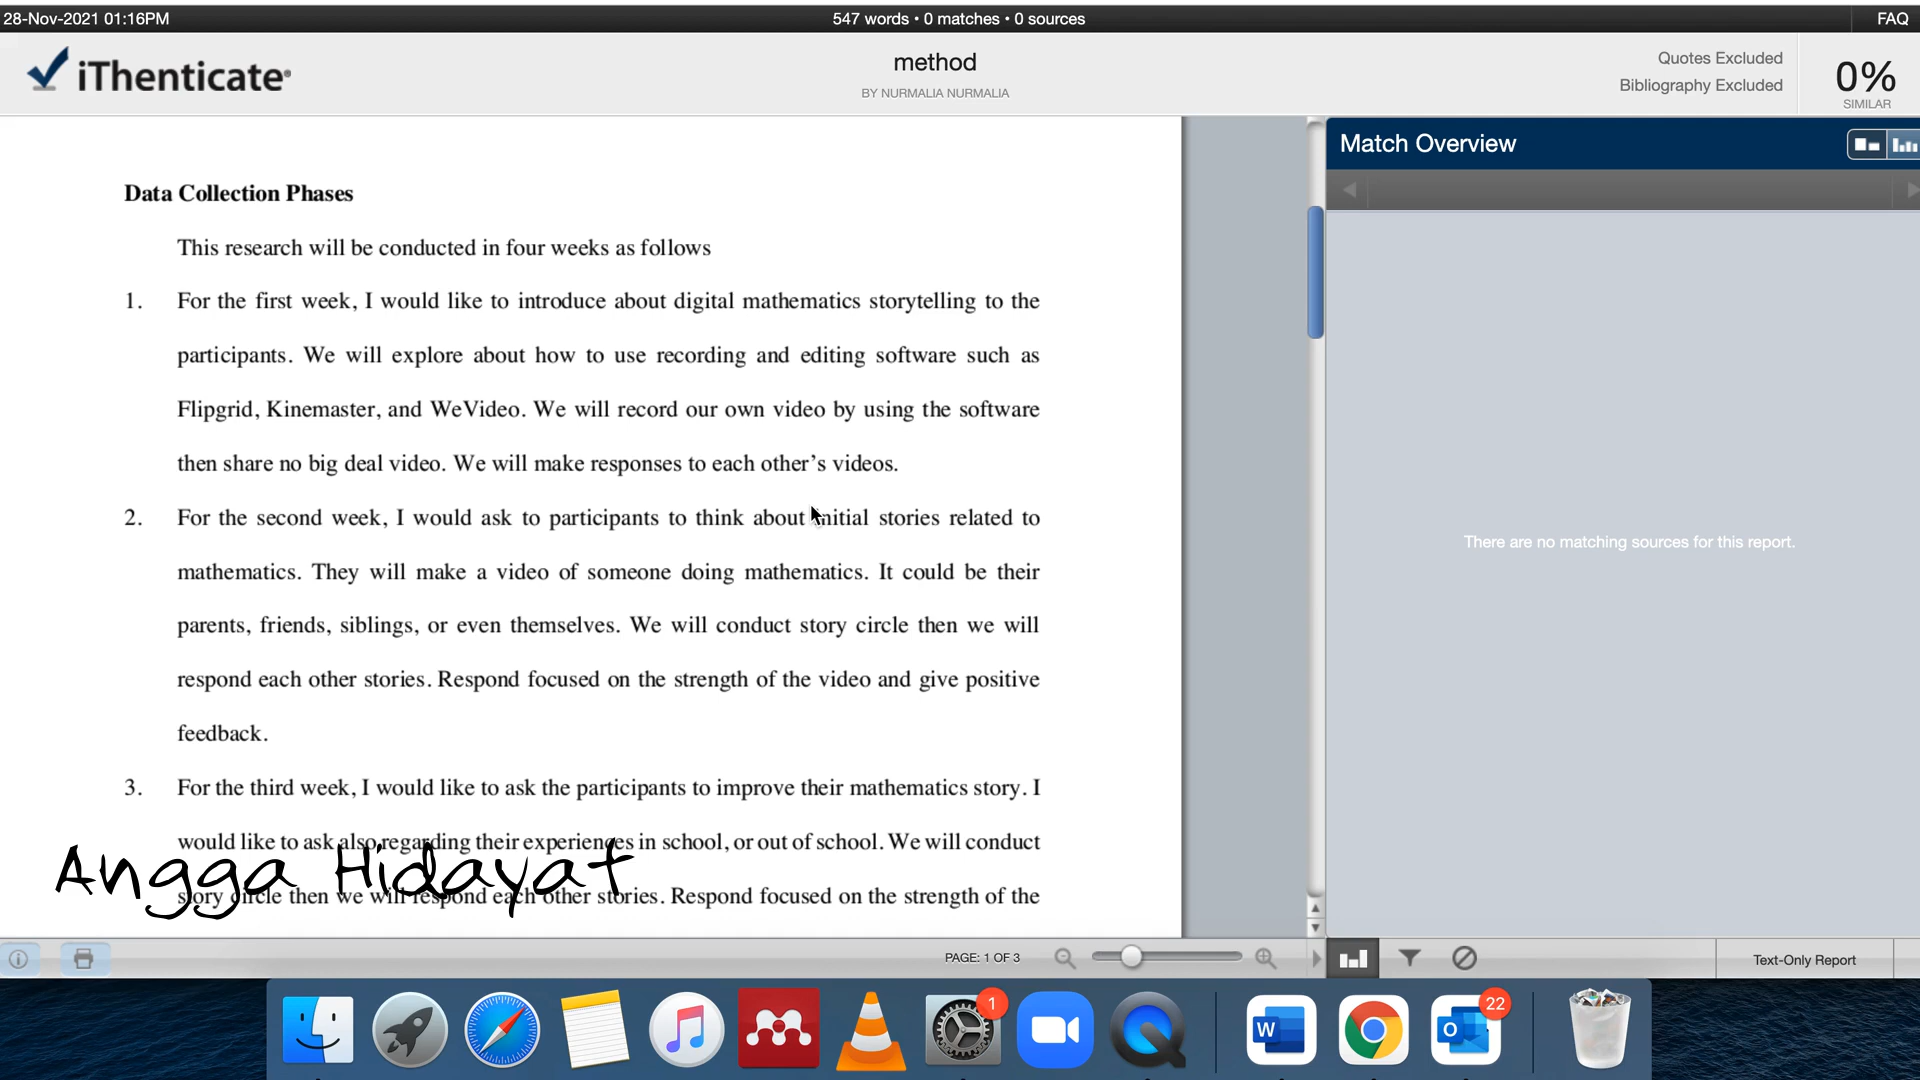 28-Nov-2021 01:16PM
547 words • 0 matches • 0 sources
FAQ
iThenticate®
method
BY NURMALIA NURMALIA
Quotes Excluded
Bibliography Excluded
0%
SIMILAR
Data Collection Phases
This research will be conducted in four weeks as follows
1. For the first week, I would like to introduce about digital mathematics storytelling to the
participants. We will explore about how to use recording and editing software such as
Flipgrid, Kinemaster, and WeVideo. We will record our own video by using the software
then share no big deal video. We will make responses to each other’s videos.
2. For the second week, I would ask to participants to think about initial stories related to
mathematics. They will make a video of someone doing mathematics. It could be their
parents, friends, siblings, or even themselves. We will conduct story circle then we will
respond each other stories. Respond focused on the strength of the video and give positive
feedback.
3. For the third week, I would like to ask the participants to improve their mathematics story. I
would like to ask also regarding their experiences in school, or out of school. We will conduct
story circle then we will respond each other stories. Respond focused on the strength of the
Angga Hidayat
Match Overview
There are no matching sources for this report.
PAGE: 1 OF 3
Text-Only Report
1
W
O
22